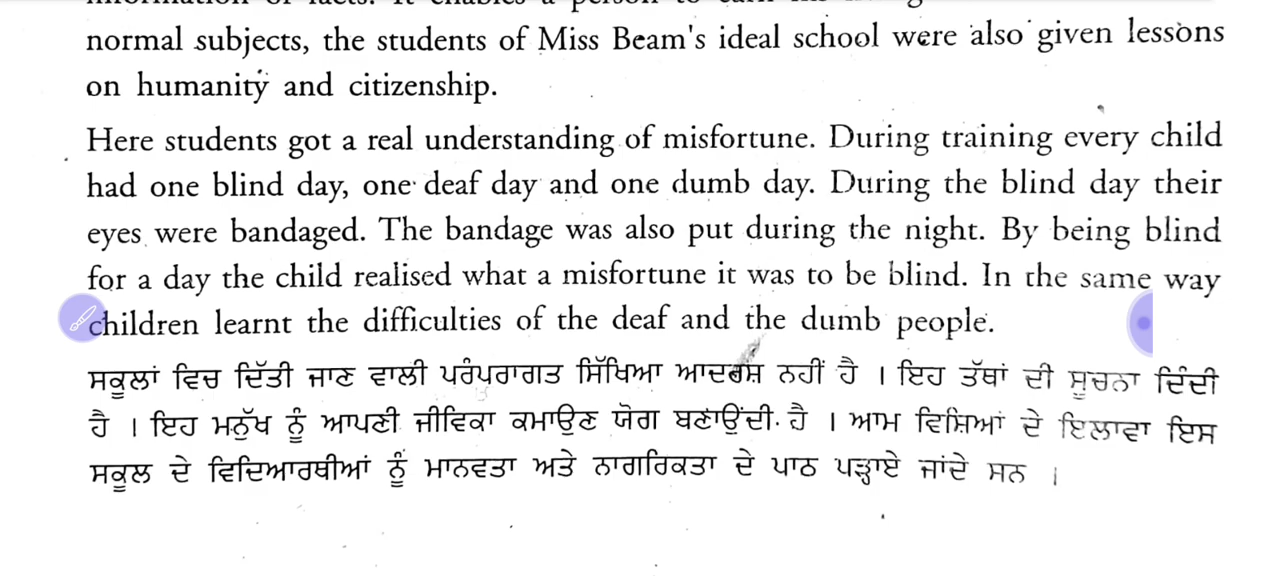 normal subjects, the students of Miss Beam's ideal school were also given lessons
on humanity and citizenship.
Here students got a real understanding of misfortune. During training every child
had one blind day, one deaf day and one dumb day. During the blind day their
eyes were bandaged. The bandage was also put during the night. By being blind
for a day the child realised what a misfortune it was to be blind. In the same way
children learnt the difficulties of the deaf and the dumb people.
ਸਕੂਲਾਂ ਵਿਚ ਦਿੱਤੀ ਜਾਣ ਵਾਲੀ ਪਰੰਪਰਾਗਤ ਸਿੱਖਿਆ ਆਦਰਸ਼ ਨਹੀਂ ਹੈ । ਇਹ ਤੱਥਾਂ ਦੀ ਸੂਚਨਾ ਦਿੰਦੀ
ਹੈ । ਇਹ ਮਨੁੱਖ ਨੂੰ ਆਪਣੀ ਜੀਵਿਕਾ ਕਮਾਉਣ ਯੋਗ ਬਣਾਉਂਦੀ ਹੈ । ਆਮ ਵਿਸ਼ਿਆਂ ਦੇ ਇਲਾਵਾ ਇਸ
ਸਕੂਲ ਦੇ ਵਿਦਿਆਰਥੀਆਂ ਨੂੰ ਮਾਨਵਤਾ ਅਤੇ ਨਾਗਰਿਕਤਾ ਦੇ ਪਾਠ ਪੜ੍ਹਾਏ ਜਾਂਦੇ ਸਨ ।